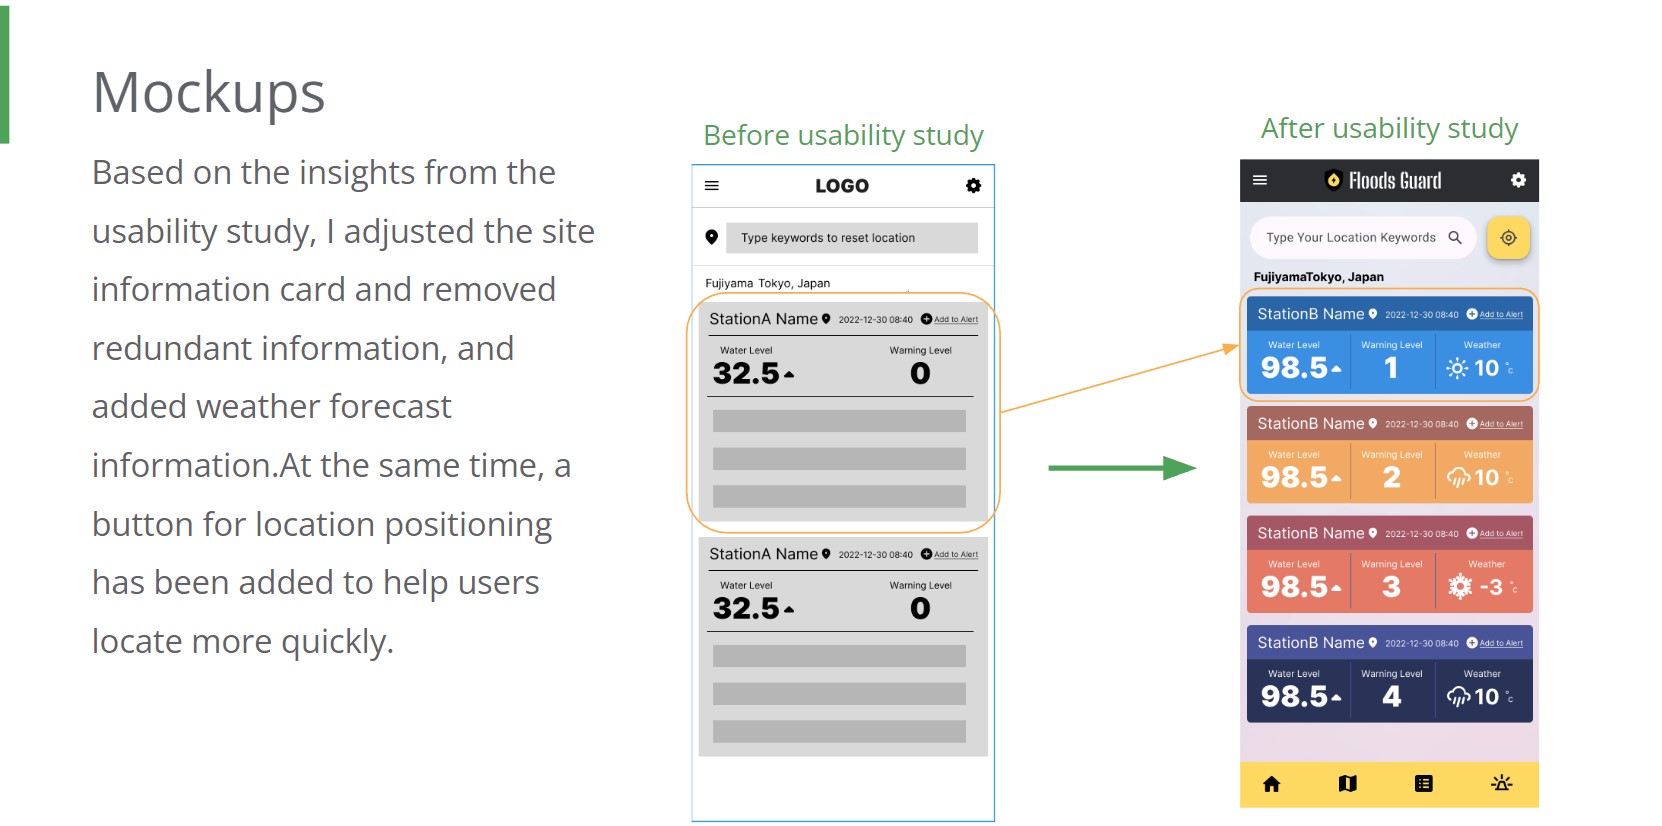 Mockups
Based on the insights from the
usability study, I adjusted the site
information card and removed
redundant information, and
added weather forecast
information.At the same time, a
button for location positioning
has been added to help users
locate more quickly.
Before usability study
LOGO
Type keywords to reset location
Fujiyama Tokyo, Japan
StationA Name 2022-12-30 08:40 Add to Alert
Water Level Warning Level
32.5 0
StationA Name 2022-12-30 08:40 Add to Alert
Water Level Warning Level
32.5 0
After usability study
Floods Guard
Type Your Location Keywords
FujiyamaTokyo, Japan
StationB Name 2022-12-30 08:40 Add to Alert
Water Level Warning Level Weather
98.5 1 10 °c
StationB Name 2022-12-30 08:40 Add to Alert
Water Level Warning Level Weather
98.5 2 10 °c
StationB Name 2022-12-30 08:40 Add to Alert
Water Level Warning Level Weather
98.5 3 -3 °c
StationB Name 2022-12-30 08:40 Add to Alert
Water Level Warning Level Weather
98.5 4 10 °c